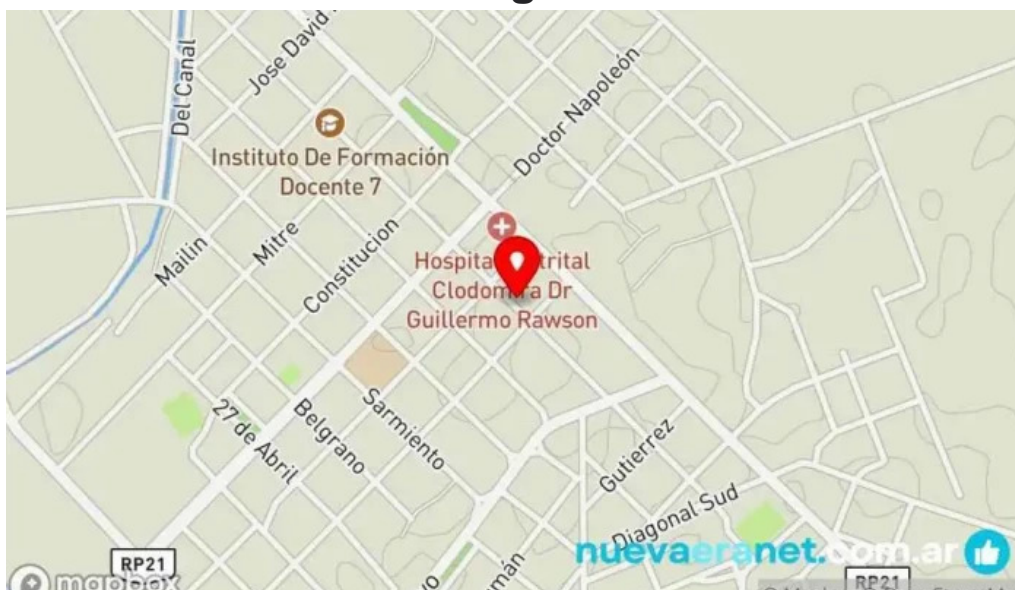 Jose David
Del Canal
Doctor Napoleón
Instituto De Formación
Docente 7
Mailin
Mitre
Constitucion
Clodomira Dr
Guillermo Rawson
27 de Abril
Belgrano
Sarmiento
Gutierrez
Diagonal Sud
nuevaeranet.com.ar
RP21
RP21
mapbox